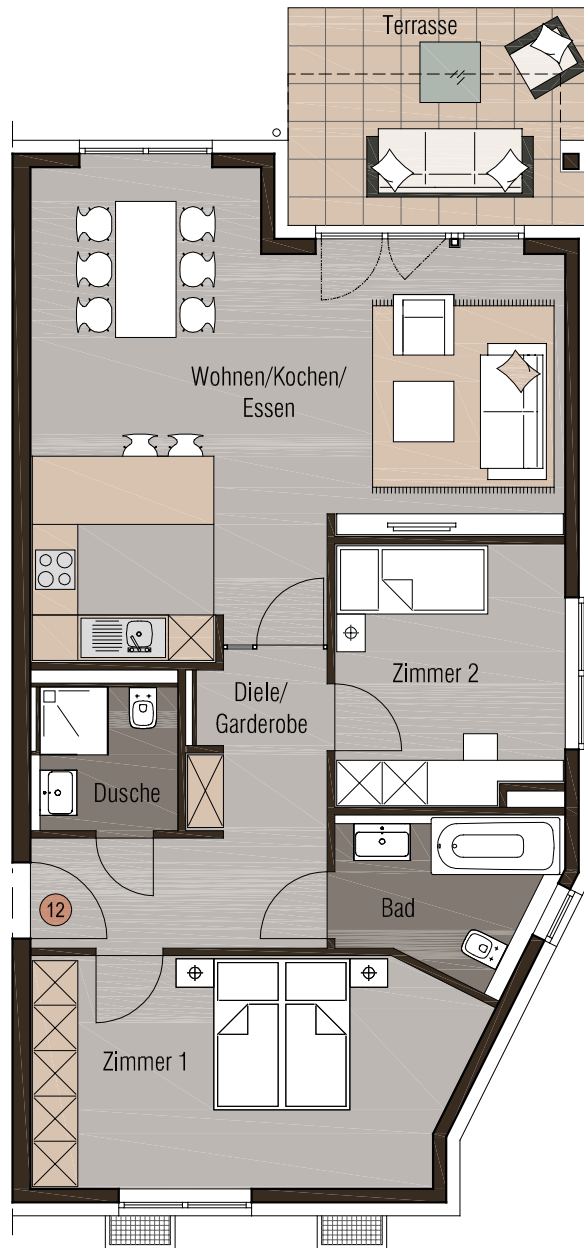 Terrasse
Wohnen/Kochen/
Essen
Zimmer 2
Diele/
Garderobe
Dusche
12
Bad
Zimmer 1